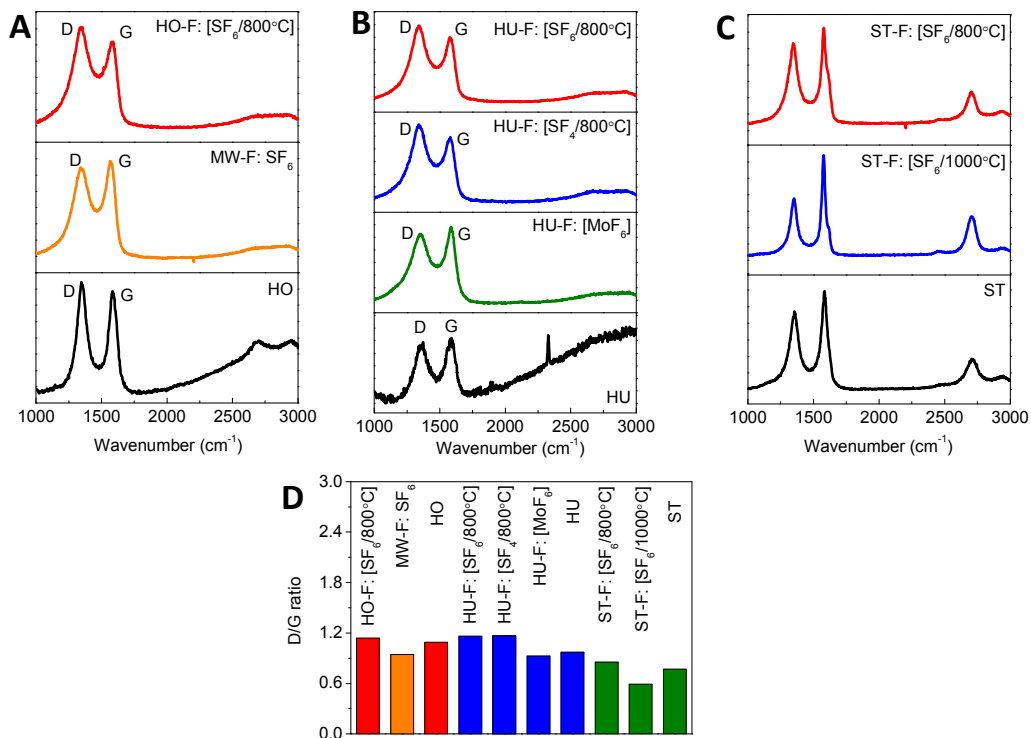 A
HO-F: [SF₆/800°C]
D
G
MW-F: SF₆
D
G
HO
D
G
1000 1500 2000 2500 3000
Wavenumber (cm⁻¹)
B
HU-F: [SF₆/800°C]
D
G
HU-F: [SF₄/800°C]
D
G
HU-F: [MoF₆]
D
G
D
G
HU
1000 1500 2000 2500 3000
Wavenumber (cm⁻¹)
C
ST-F: [SF₆/800°C]
ST-F: [SF₆/1000°C]
ST
1000 1500 2000 2500 3000
Wavenumber (cm⁻¹)
D
D/G ratio
3.0
2.4
1.8
1.2
0.6
0.0
HO-F: [SF₆/800°C]
MW-F: SF₆
HO
HU-F: [SF₆/800°C]
HU-F: [SF₄/800°C]
HU-F: [MoF₆]
HU
ST-F: [SF₆/800°C]
ST-F: [SF₆/1000°C]
ST